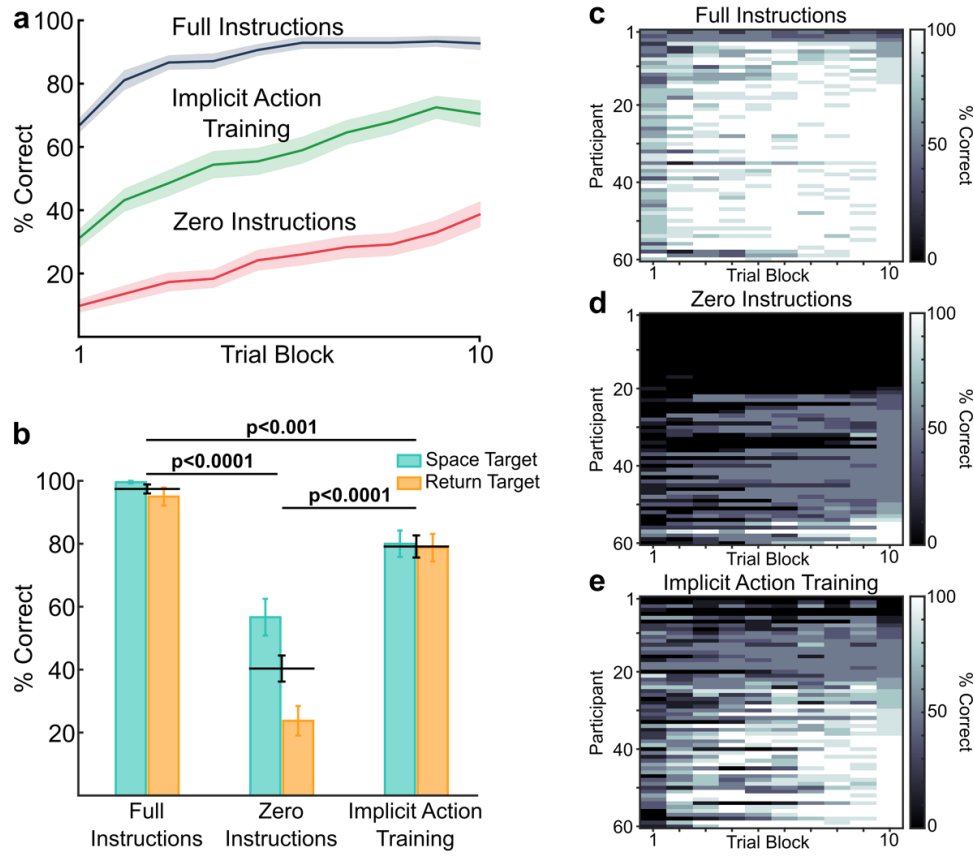 a
100
80
60
40
20
% Correct
Full Instructions
Implicit Action
Training
Zero Instructions
1
Trial Block
10
b
p<0.001
p<0.0001
p<0.0001
Space Target
Return Target
100
80
60
40
20
% Correct
Full
Instructions
Zero
Instructions
Implicit Action
Training
c
Full Instructions
1
20
40
60
Participant
1
Trial Block
10
100
50
0
% Correct
d
Zero Instructions
1
20
40
60
Participant
1
Trial Block
10
100
50
0
% Correct
e
Implicit Action Training
1
20
40
60
Participant
1
Trial Block
10
100
50
0
% Correct